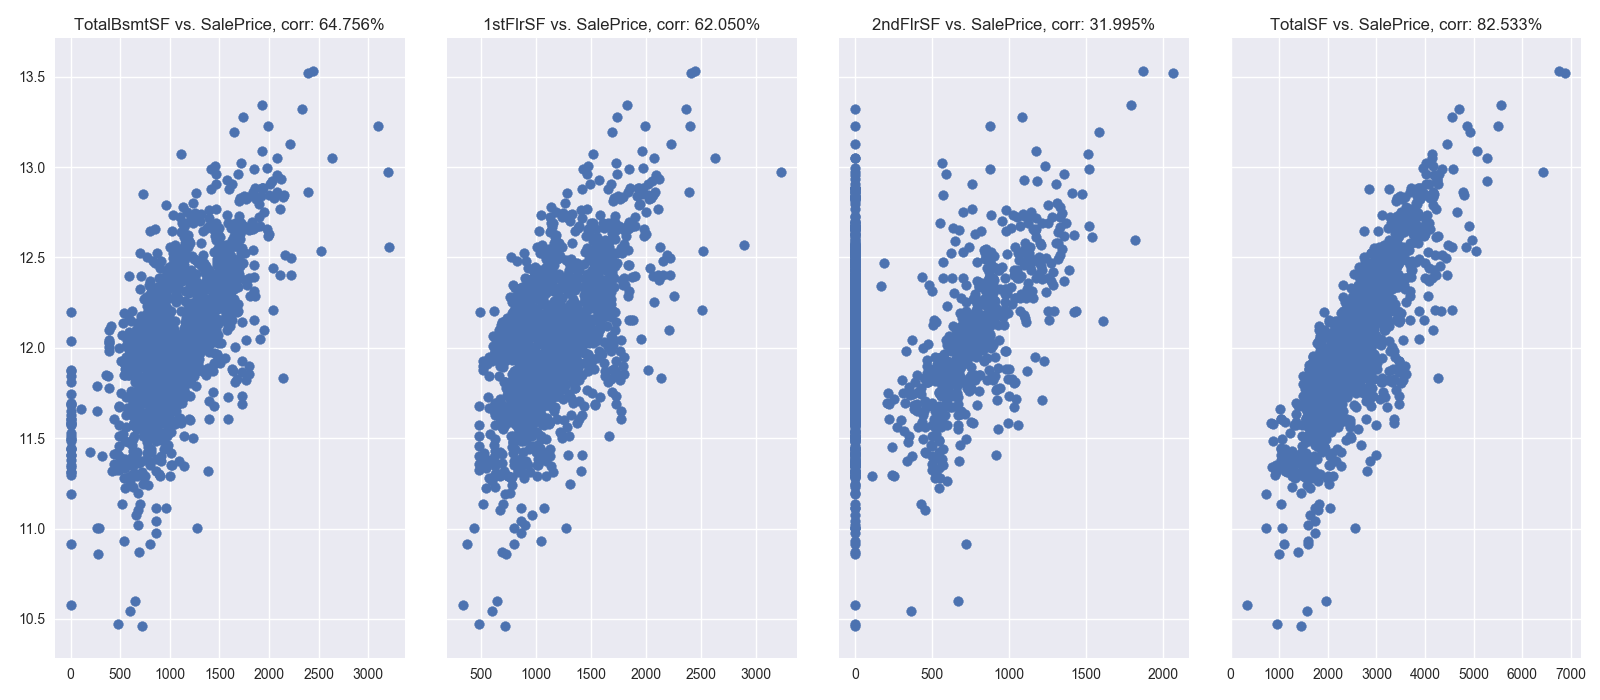 TotalBsmtSF vs. SalePrice, corr: 64.756%
1stFlrSF vs. SalePrice, corr: 62.050%
2ndFlrSF vs. SalePrice, corr: 31.995%
TotalSF vs. SalePrice, corr: 82.533%
13.5
13.0
12.5
12.0
11.5
11.0
10.5
0 500 1000 1500 2000 2500 3000
500 1000 1500 2000 2500 3000
0 500 1000 1500 2000
0 1000 2000 3000 4000 5000 6000 7000